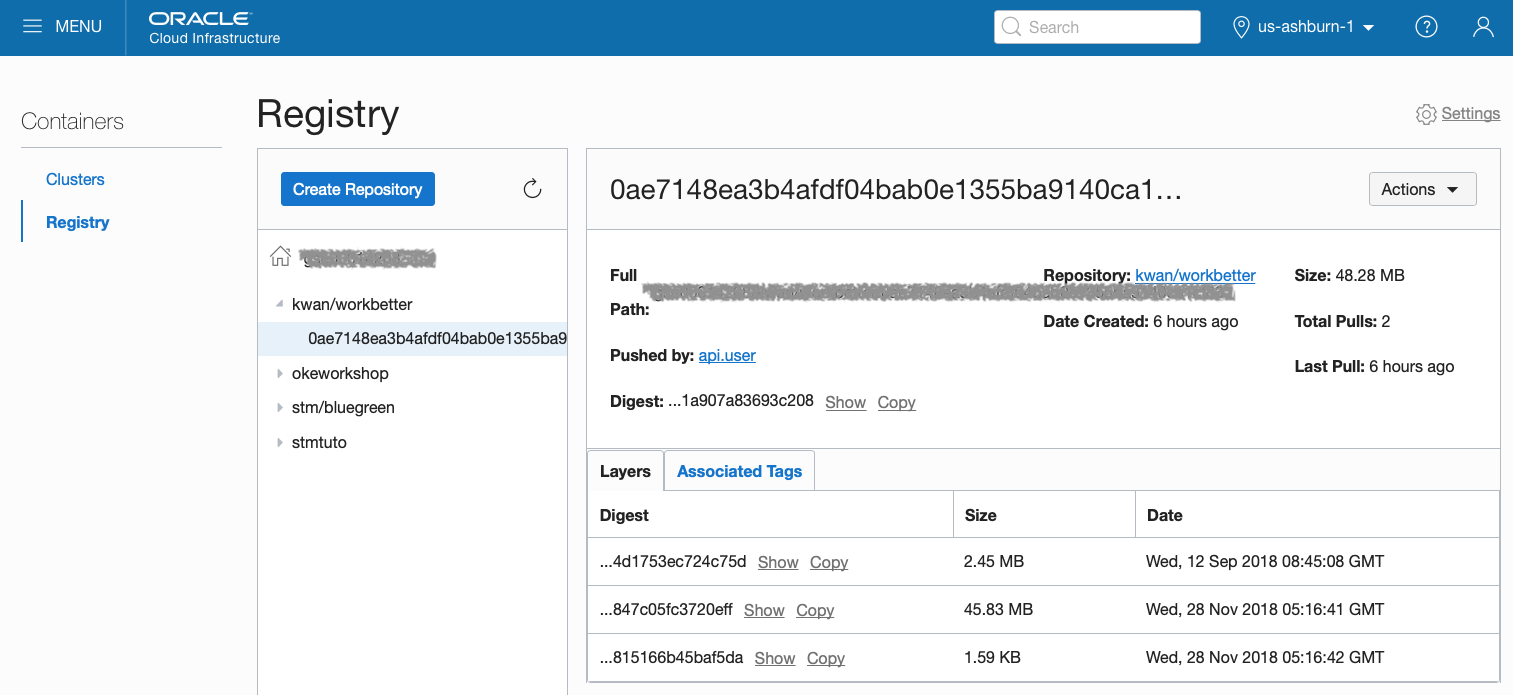 MENU
ORACLE
Cloud Infrastructure
Search
us-ashburn-1
?
Containers
Clusters
Registry
Registry
Settings
Create Repository
kwan/workbetter
0ae7148ea3b4afdf04bab0e1355ba9
okeworkshop
stm/bluegreen
stmtuto
0ae7148ea3b4afdf04bab0e1355ba9140ca1...
Actions
Full
Path:
Pushed by: api.user
Digest: ...1a907a83693c208 Show Copy
Repository: kwan/workbetter
Date Created: 6 hours ago
Size: 48.28 MB
Total Pulls: 2
Last Pull: 6 hours ago
Layers Associated Tags
Digest Size Date
...4d1753ec724c75d Show Copy 2.45 MB Wed, 12 Sep 2018 08:45:08 GMT
...847c05fc3720eff Show Copy 45.83 MB Wed, 28 Nov 2018 05:16:41 GMT
...815166b45baf5da Show Copy 1.59 KB Wed, 28 Nov 2018 05:16:42 GMT